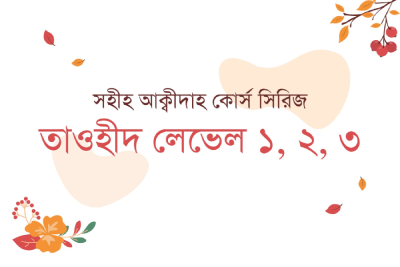 সহীহ আক্বীদাহ কোর্স সিরিজ
তাওহীদ লেভেল ১, ২, ৩